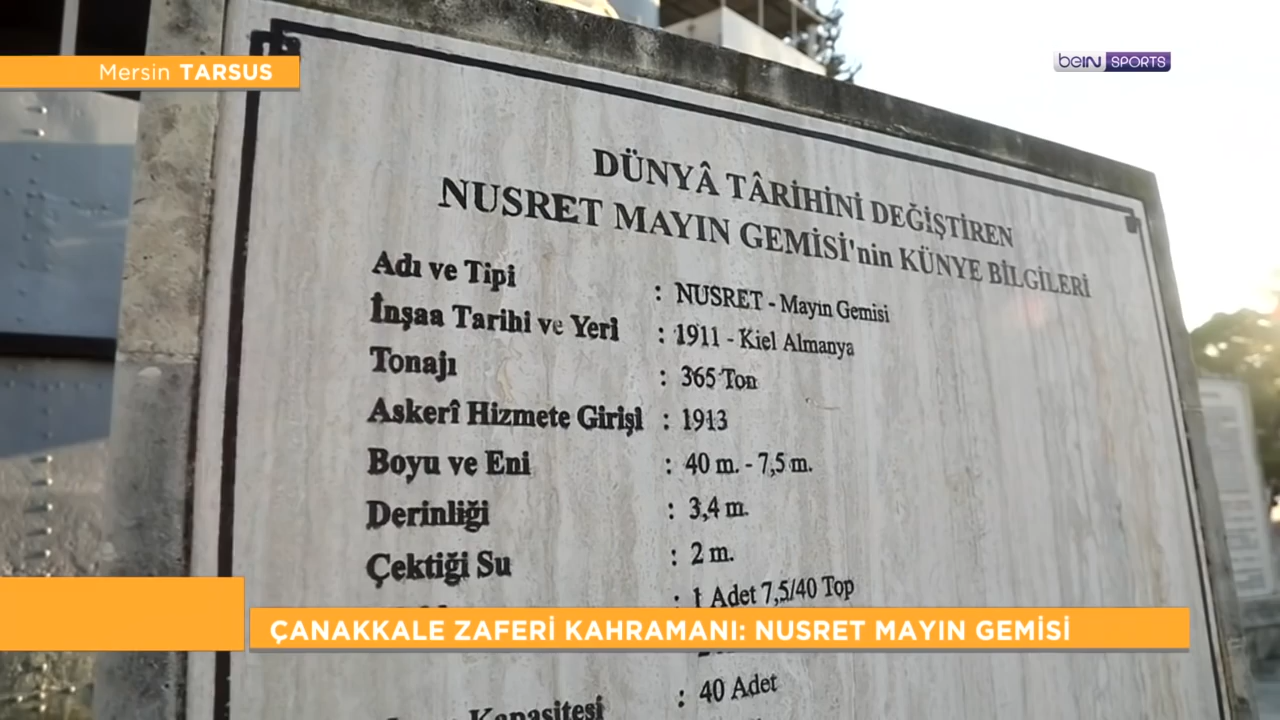 Mersin TARSUS
beIN SPORTS
DÜNYÂ TÂRİHİNİ DEĞİŞTİREN
NUSRET MAYIN GEMİSİ'nin KÜNYE BİLGİLERİ
Adı ve Tipi : NUSRET - Mayın Gemisi
İnşaa Tarihi ve Yeri : 1911 - Kiel Almanya
Tonajı : 365 Ton
Askerî Hizmete Girişi : 1913
Boyu ve Eni : 40 m. - 7,5 m.
Derinliği : 3,4 m.
Çektiği Su : 2 m.
: 1 Adet 7,5/40 Top
ÇANAKKALE ZAFERİ KAHRAMANI: NUSRET MAYIN GEMİSİ
Kapasitesi : 40 Adet